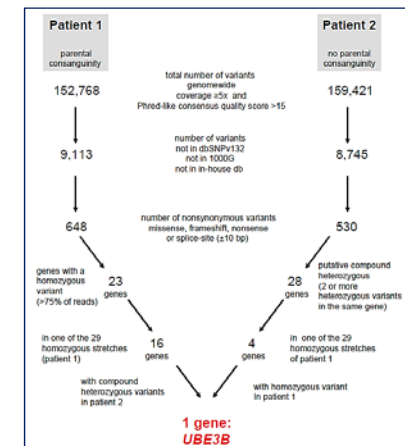 Patient 1
Patient 2
parental
consanguinity
no parental
consanguinity
total number of variants
genomewide
coverage ≥5x and
Phred-like consensus quality score >15
152,768
159,421
number of variants
not in dbSNPv132
not in 1000G
not in in-house db
9,113
8,745
number of nonsynonymous variants
missense, frameshift, nonsense
or splice-site (±10 bp)
648
530
genes with a
homozygous
variant
(>75% of reads)
23
genes
28
genes
putative compound
heterozygous
(2 or more
heterozygous variants
in the same gene)
in one of the 29
homozygous stretches
(patient 1)
16
genes
4
genes
in one of the 29
homozygous stretches
of patient 1
with compound
heterozygous variants
in patient 2
with homozygous variant
In patient 1
1 gene:
UBE3B